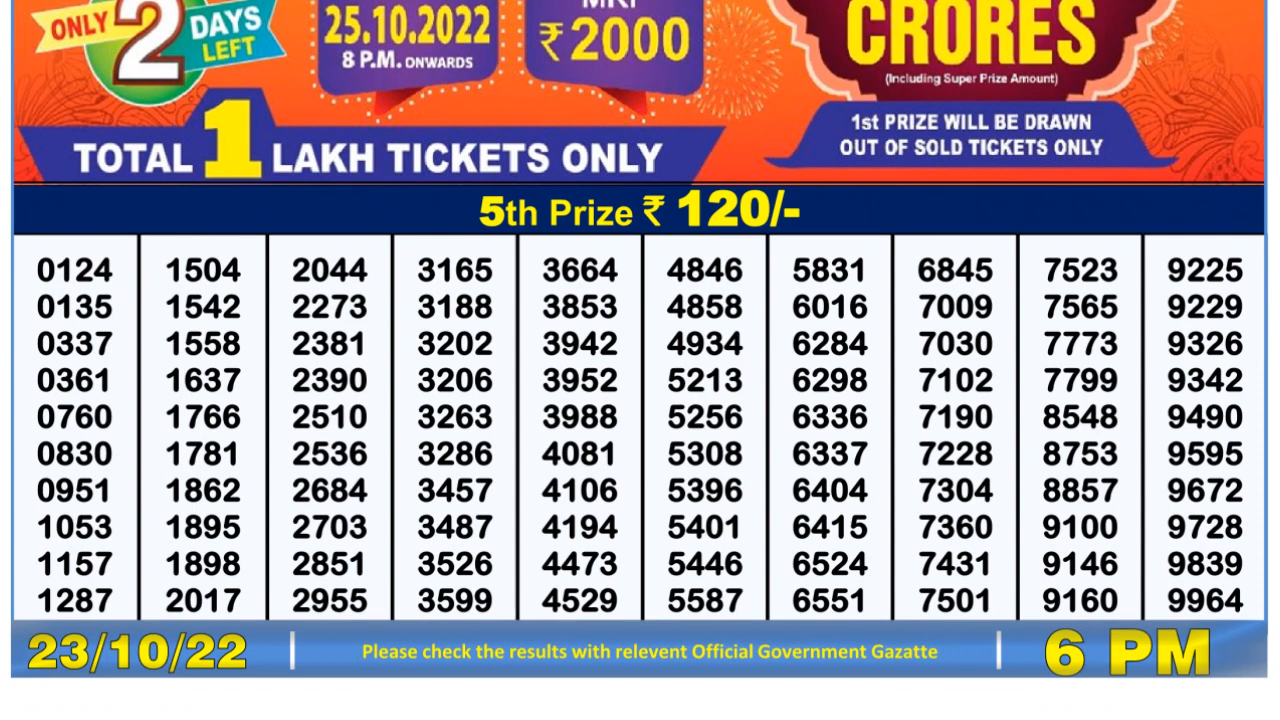 ONLY 2 DAYS LEFT
25.10.2022
8 P.M. ONWARDS
MRP
₹2000
CRORES
(Including Super Prize Amount)
1st PRIZE WILL BE DRAWN
OUT OF SOLD TICKETS ONLY
TOTAL 1 LAKH TICKETS ONLY
5th Prize ₹ 120/-
0124 1504 2044 3165 3664 4846 5831 6845 7523 9225
0135 1542 2273 3188 3853 4858 6016 7009 7565 9229
0337 1558 2381 3202 3942 4934 6284 7030 7773 9326
0361 1637 2390 3206 3952 5213 6298 7102 7799 9342
0760 1766 2510 3263 3988 5256 6336 7190 8548 9490
0830 1781 2536 3286 4081 5308 6337 7228 8753 9595
0951 1862 2684 3457 4106 5396 6404 7304 8857 9672
1053 1895 2703 3487 4194 5401 6415 7360 9100 9728
1157 1898 2851 3526 4473 5446 6524 7431 9146 9839
1287 2017 2955 3599 4529 5587 6551 7501 9160 9964
23/10/22 | Please check the results with relevent Official Government Gazatte | 6 PM